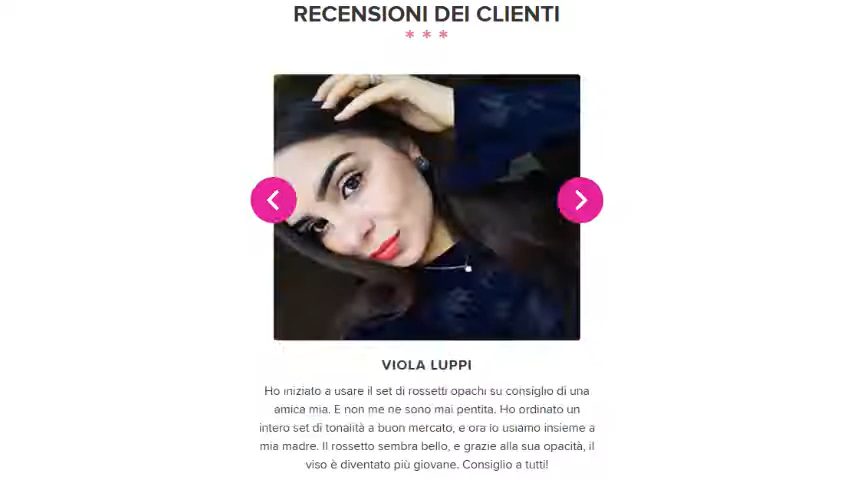 RECENSIONI DEI CLIENTI
* * *
VIOLA LUPPI
Ho iniziato a usare il set di rossetti opachi su consiglio di una
amica mia. E non me ne sono mai pentita. Ho ordinato un
intero set di tonalità a buon mercato, e ora lo usiamo insieme a
mia madre. Il rossetto sembra bello, e grazie alla sua opacità, il
viso è diventato più giovane. Consiglio a tutti!